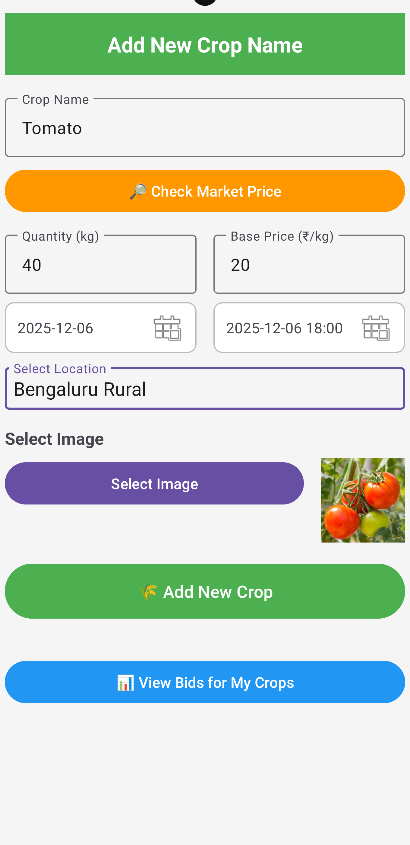 Add New Crop Name
Crop Name
Tomato
🔎 Check Market Price
Quantity (kg)
Base Price (₹/kg)
40
20
2025-12-06
2025-12-06 18:00
Select Location
Bengaluru Rural
Select Image
Select Image
🌾 Add New Crop
📊 View Bids for My Crops